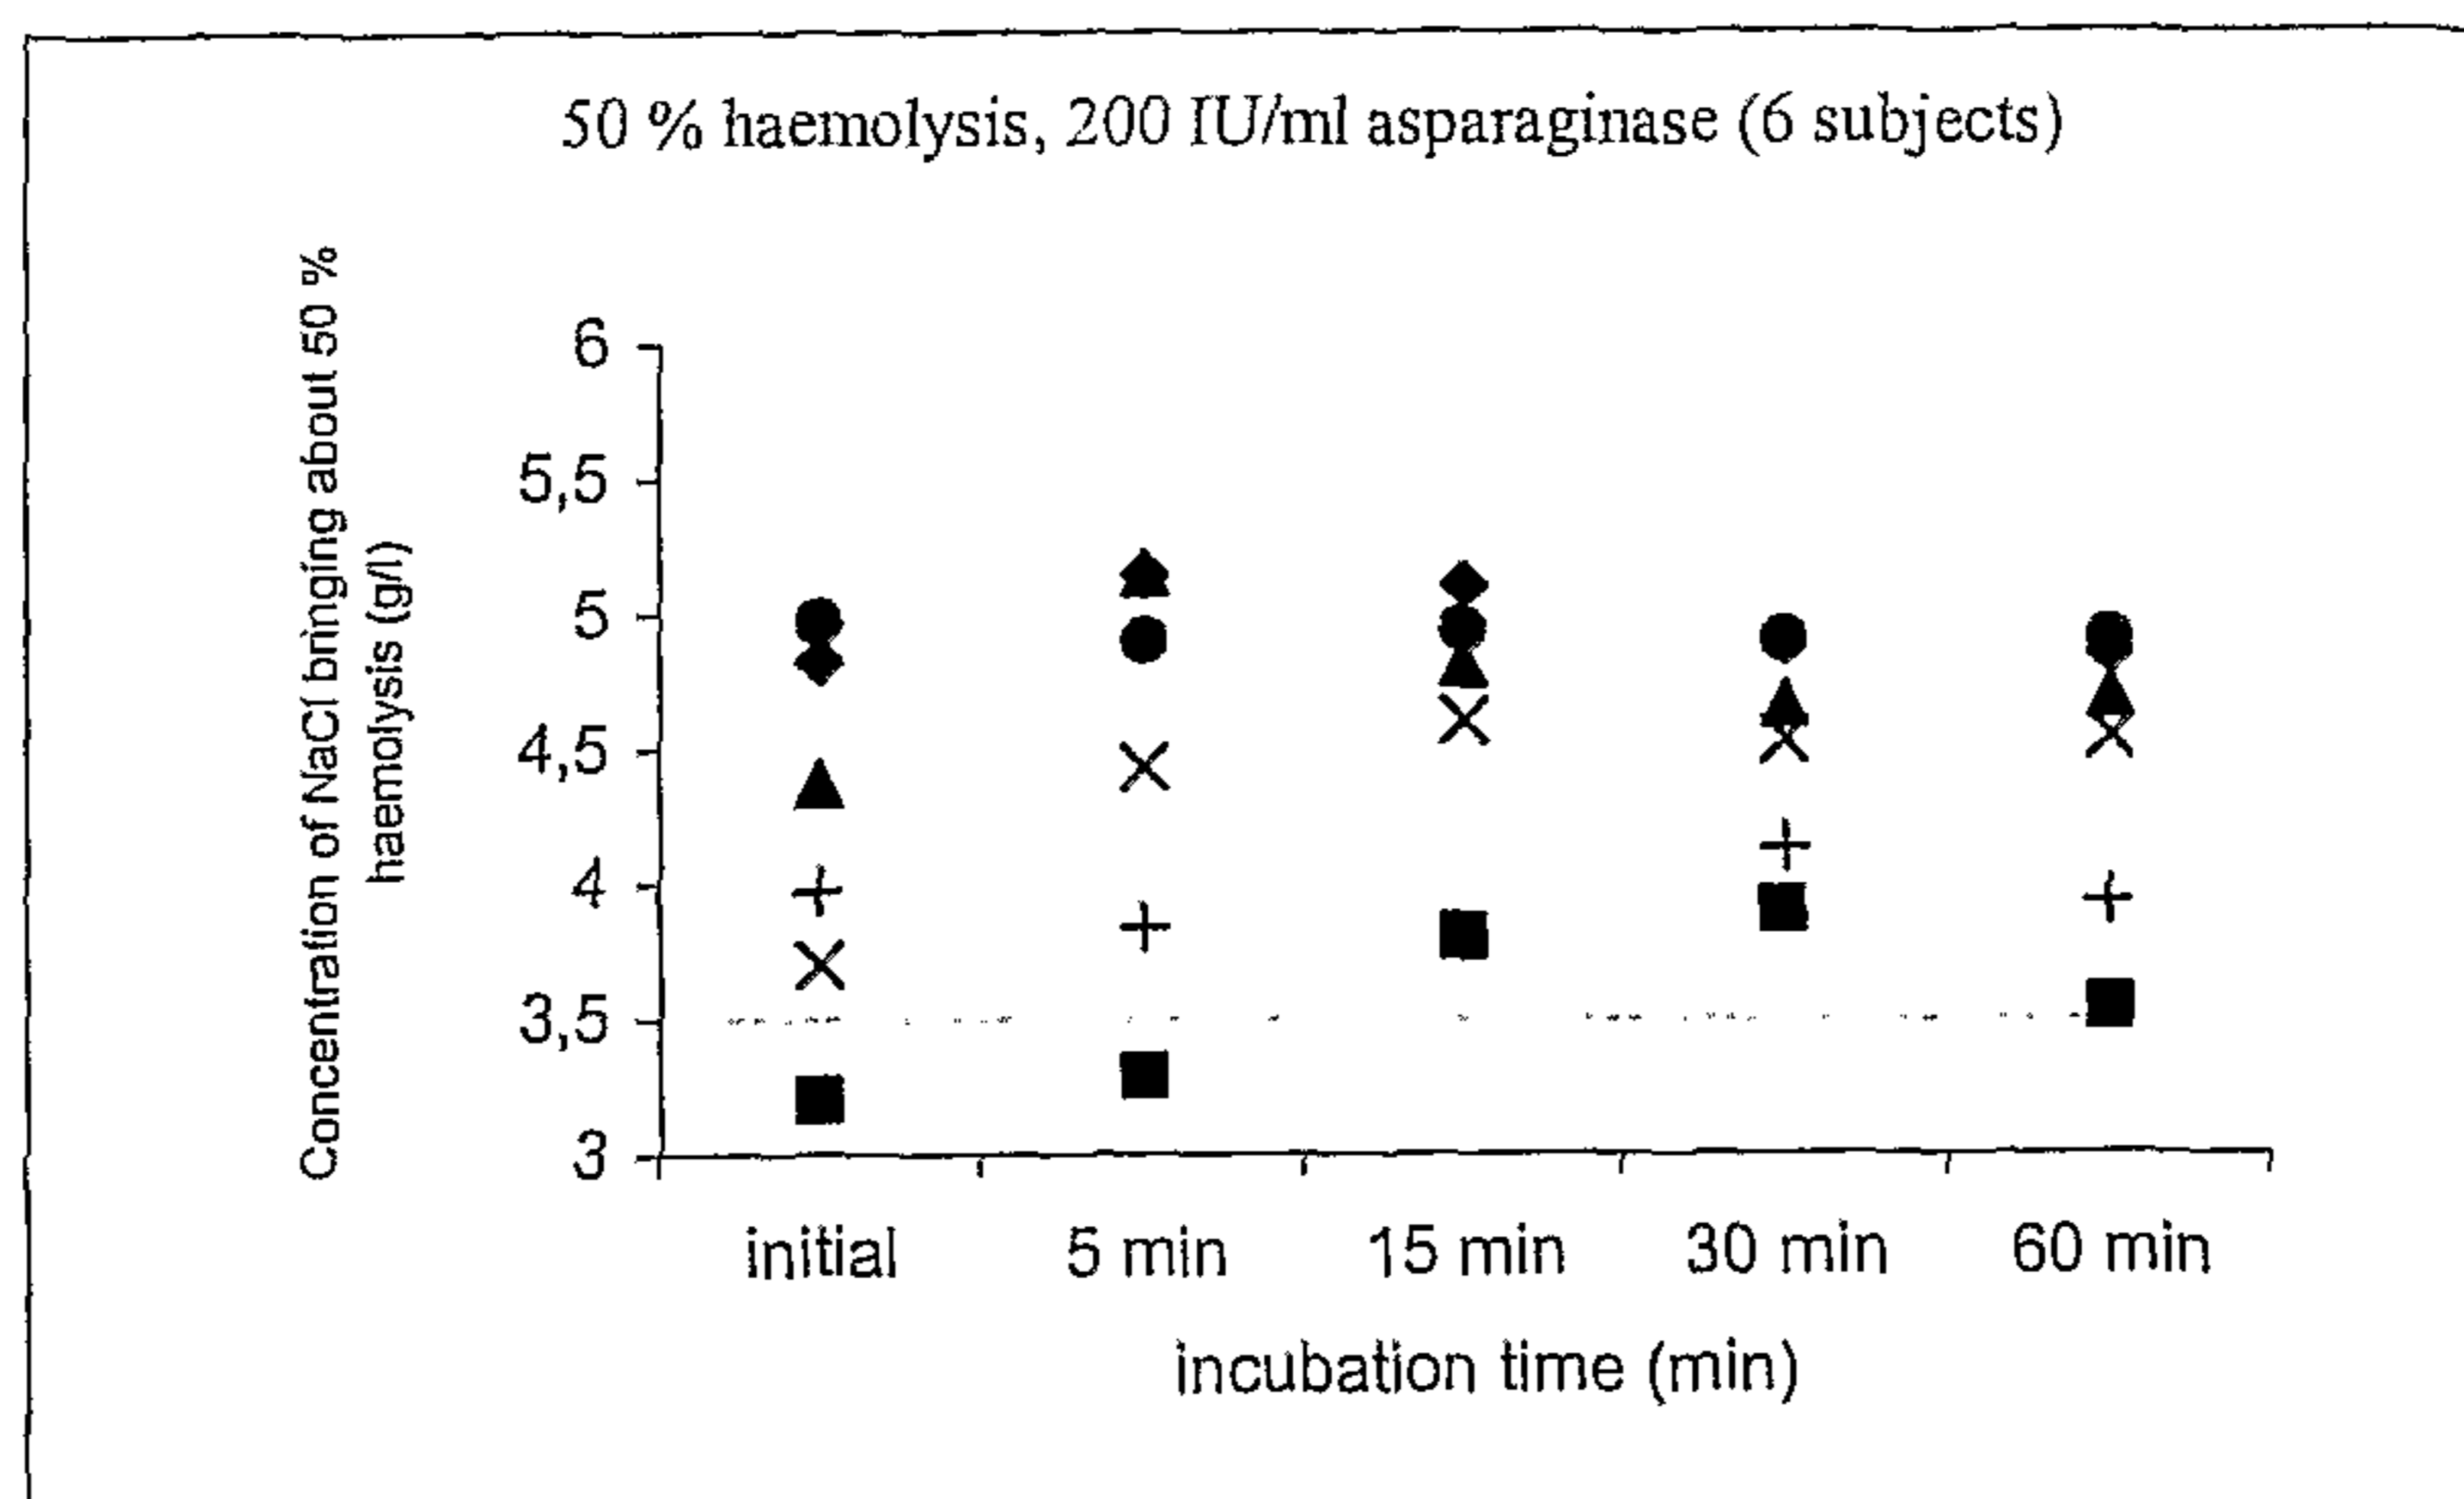 50 % haemolysis, 200 IU/ml asparaginase (6 subjects)
Concentration of NaCl bringing about 50 %
haemolysis (g/l)
6
5,5
5
4,5
4
3,5
3
initial
5 min
15 min
30 min
60 min
incubation time (min)